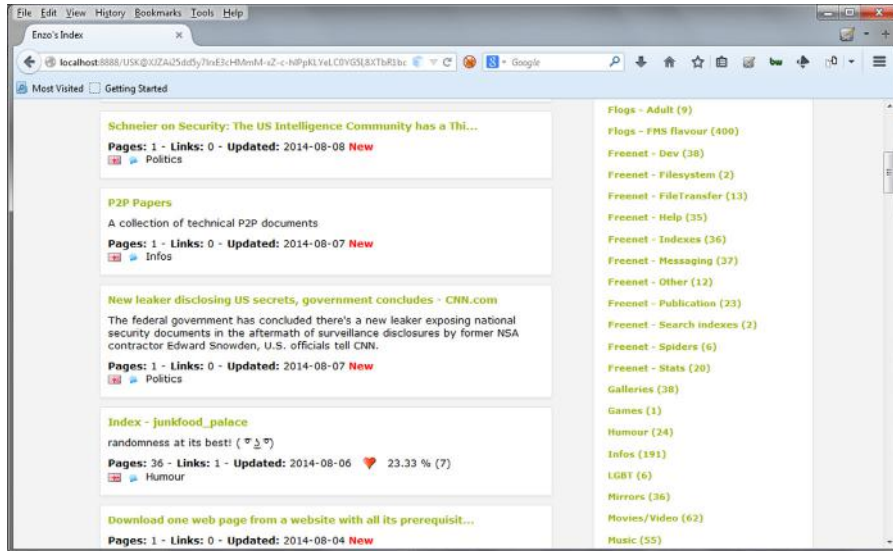 File Edit View History Bookmarks Tools Help
Enzo's Index
Google
Most Visited Getting Started
Schneier on Security: The US Intelligence Community has a Thi...
Pages: 1 - Links: 0 - Updated: 2014-08-08 New
Politics
P2P Papers
A collection of technical P2P documents
Pages: 1 - Links: 0 - Updated: 2014-08-07 New
Infos
New leaker disclosing US secrets, government concludes - CNN.com
The federal government has concluded there's a new leaker exposing national
security documents in the aftermath of surveillance disclosures by former NSA
contractor Edward Snowden, U.S. officials tell CNN.
Pages: 1 - Links: 0 - Updated: 2014-08-07 New
Politics
Index - junkfood_palace
randomness at its best!
Pages: 36 - Links: 1 - Updated: 2014-08-06 23.33 % (7)
Humour
Download one web page from a website with all its prerequisit...
Pages: 1 - Links: 0 - Updated: 2014-08-04 New
Flogs - Adult (9)
Flogs - FMS flavour (400)
Freenet - Dev (38)
Freenet - Filesystem (2)
Freenet - FileTransfer (13)
Freenet - Help (35)
Freenet - Indexes (36)
Freenet - Messaging (37)
Freenet - Other (12)
Freenet - Publication (23)
Freenet - Search indexes (2)
Freenet - Spiders (6)
Freenet - Stats (20)
Galleries (38)
Games (1)
Humour (24)
Infos (191)
LGBT (6)
Mirrors (36)
Movies/Video (62)
Music (55)